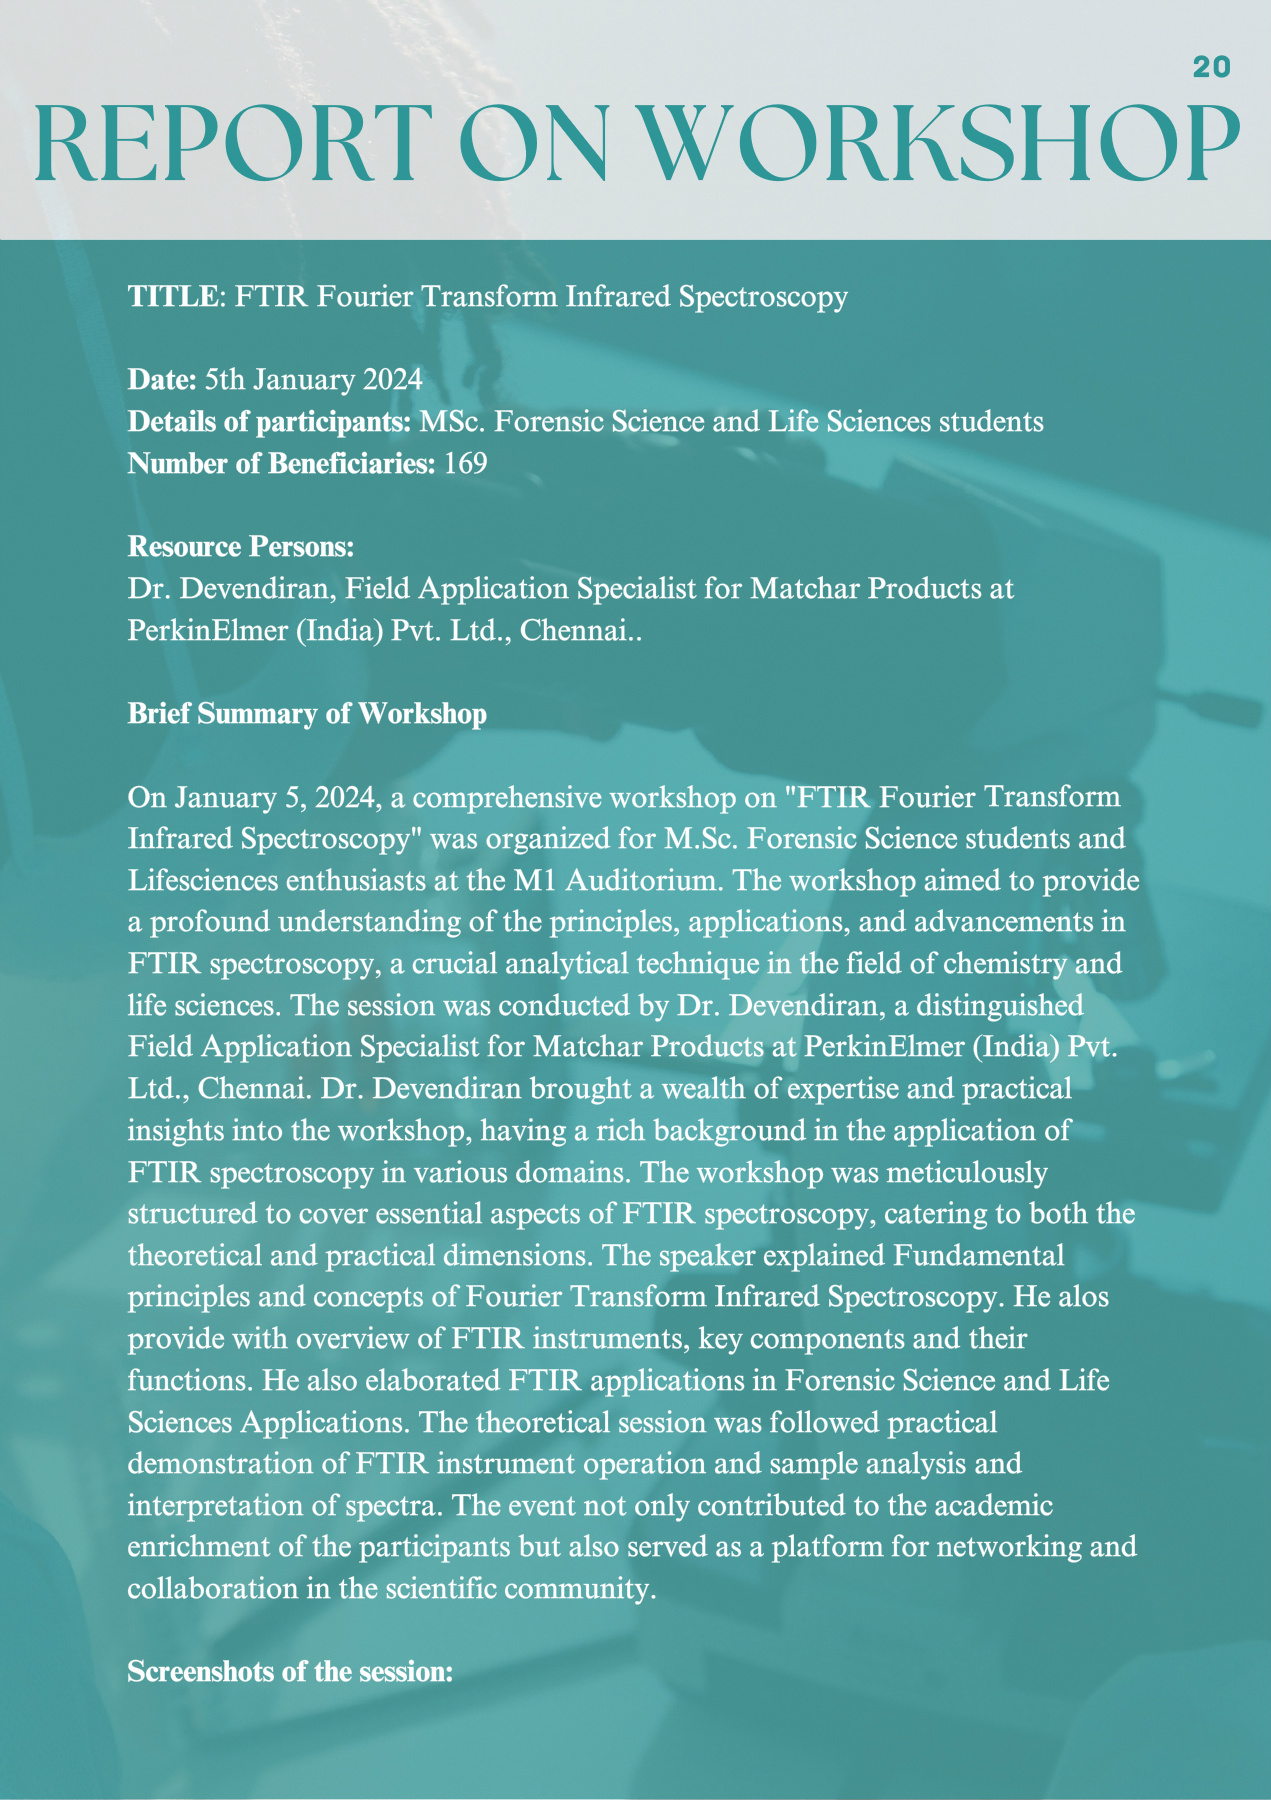 20
REPORT ON WORKSHOP
TITLE: FTIR Fourier Transform Infrared Spectroscopy
Date: 5th January 2024
Details of participants: MSc. Forensic Science and Life Sciences students
Number of Beneficiaries: 169
Resource Persons:
Dr. Devendiran, Field Application Specialist for Matchar Products at
PerkinElmer (India) Pvt. Ltd., Chennai..
Brief Summary of Workshop
On January 5, 2024, a comprehensive workshop on "FTIR Fourier Transform
Infrared Spectroscopy" was organized for M.Sc. Forensic Science students and
Lifesciences enthusiasts at the M1 Auditorium. The workshop aimed to provide
a profound understanding of the principles, applications, and advancements in
FTIR spectroscopy, a crucial analytical technique in the field of chemistry and
life sciences. The session was conducted by Dr. Devendiran, a distinguished
Field Application Specialist for Matchar Products at PerkinElmer (India) Pvt.
Ltd., Chennai. Dr. Devendiran brought a wealth of expertise and practical
insights into the workshop, having a rich background in the application of
FTIR spectroscopy in various domains. The workshop was meticulously
structured to cover essential aspects of FTIR spectroscopy, catering to both the
theoretical and practical dimensions. The speaker explained Fundamental
principles and concepts of Fourier Transform Infrared Spectroscopy. He alos
provide with overview of FTIR instruments, key components and their
functions. He also elaborated FTIR applications in Forensic Science and Life
Sciences Applications. The theoretical session was followed practical
demonstration of FTIR instrument operation and sample analysis and
interpretation of spectra. The event not only contributed to the academic
enrichment of the participants but also served as a platform for networking and
collaboration in the scientific community.
Screenshots of the session: